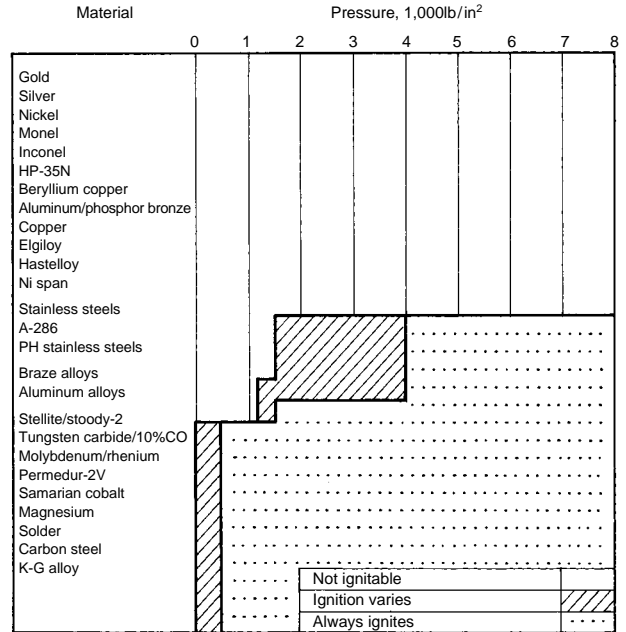 Material Pressure, 1,000lb/in²
0 1 2 3 4 5 6 7 8
Gold
Silver
Nickel
Monel
Inconel
HP-35N
Beryllium copper
Aluminum/phosphor bronze
Copper
Elgiloy
Hastelloy
Ni span
Stainless steels
A-286
PH stainless steels
Braze alloys
Aluminum alloys
Stellite/stoody-2
Tungsten carbide/10%CO
Molybdenum/rhenium
Permedur-2V
Samarian cobalt
Magnesium
Solder
Carbon steel
K-G alloy
Not ignitable
Ignition varies
Always ignites